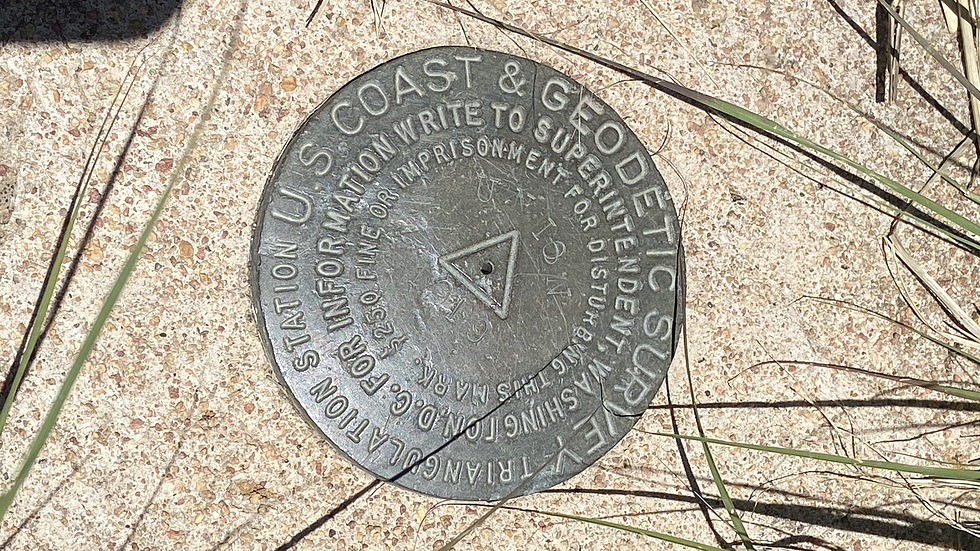 U S COAST & GEODETIC SURVEY
TRIANGULATION STATION
FOR INFORMATION WRITE TO SUPERINTENDENT, WASHINGTON, D.C.
$250 FINE OR IMPRISONMENT FOR DISTURBING THIS MARK.